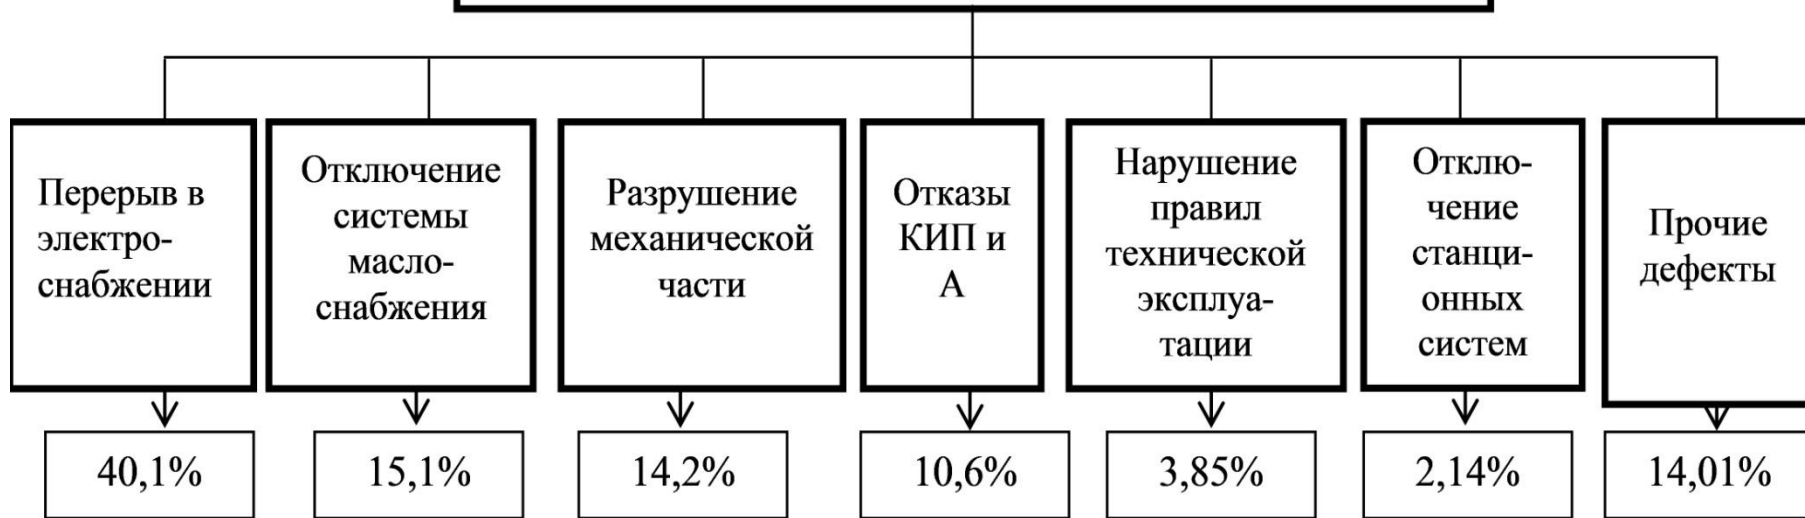 Перерыв в
электро-
снабжении
Отключение
системы
масло-
снабжения
Разрушение
механической
части
Отказы
КИП и
А
Нарушение
правил
технической
эксплуа-
тации
Отклю-
чение
станци-
онных
систем
Прочие
дефекты
40,1%
15,1%
14,2%
10,6%
3,85%
2,14%
14,01%